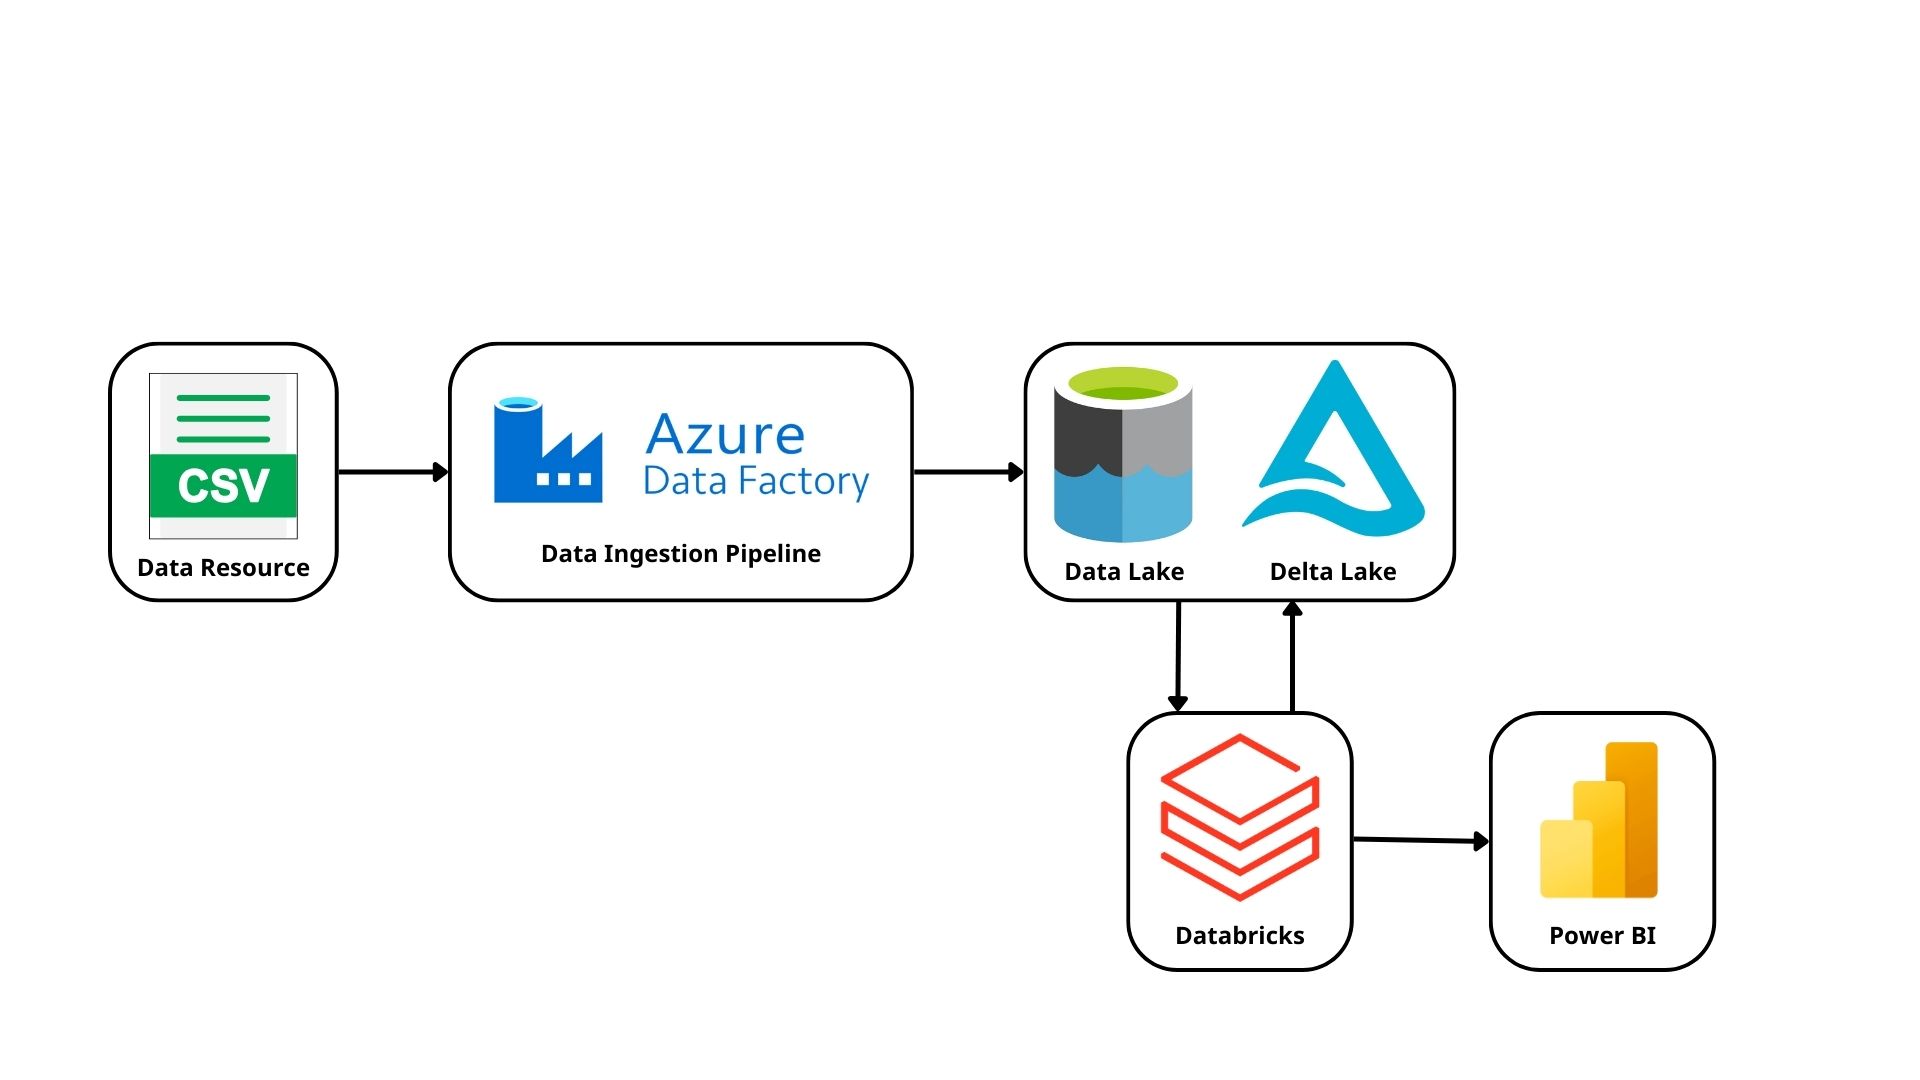 CSV
Data Resource
Azure
Data Factory
Data Ingestion Pipeline
Data Lake
Delta Lake
Databricks
Power BI